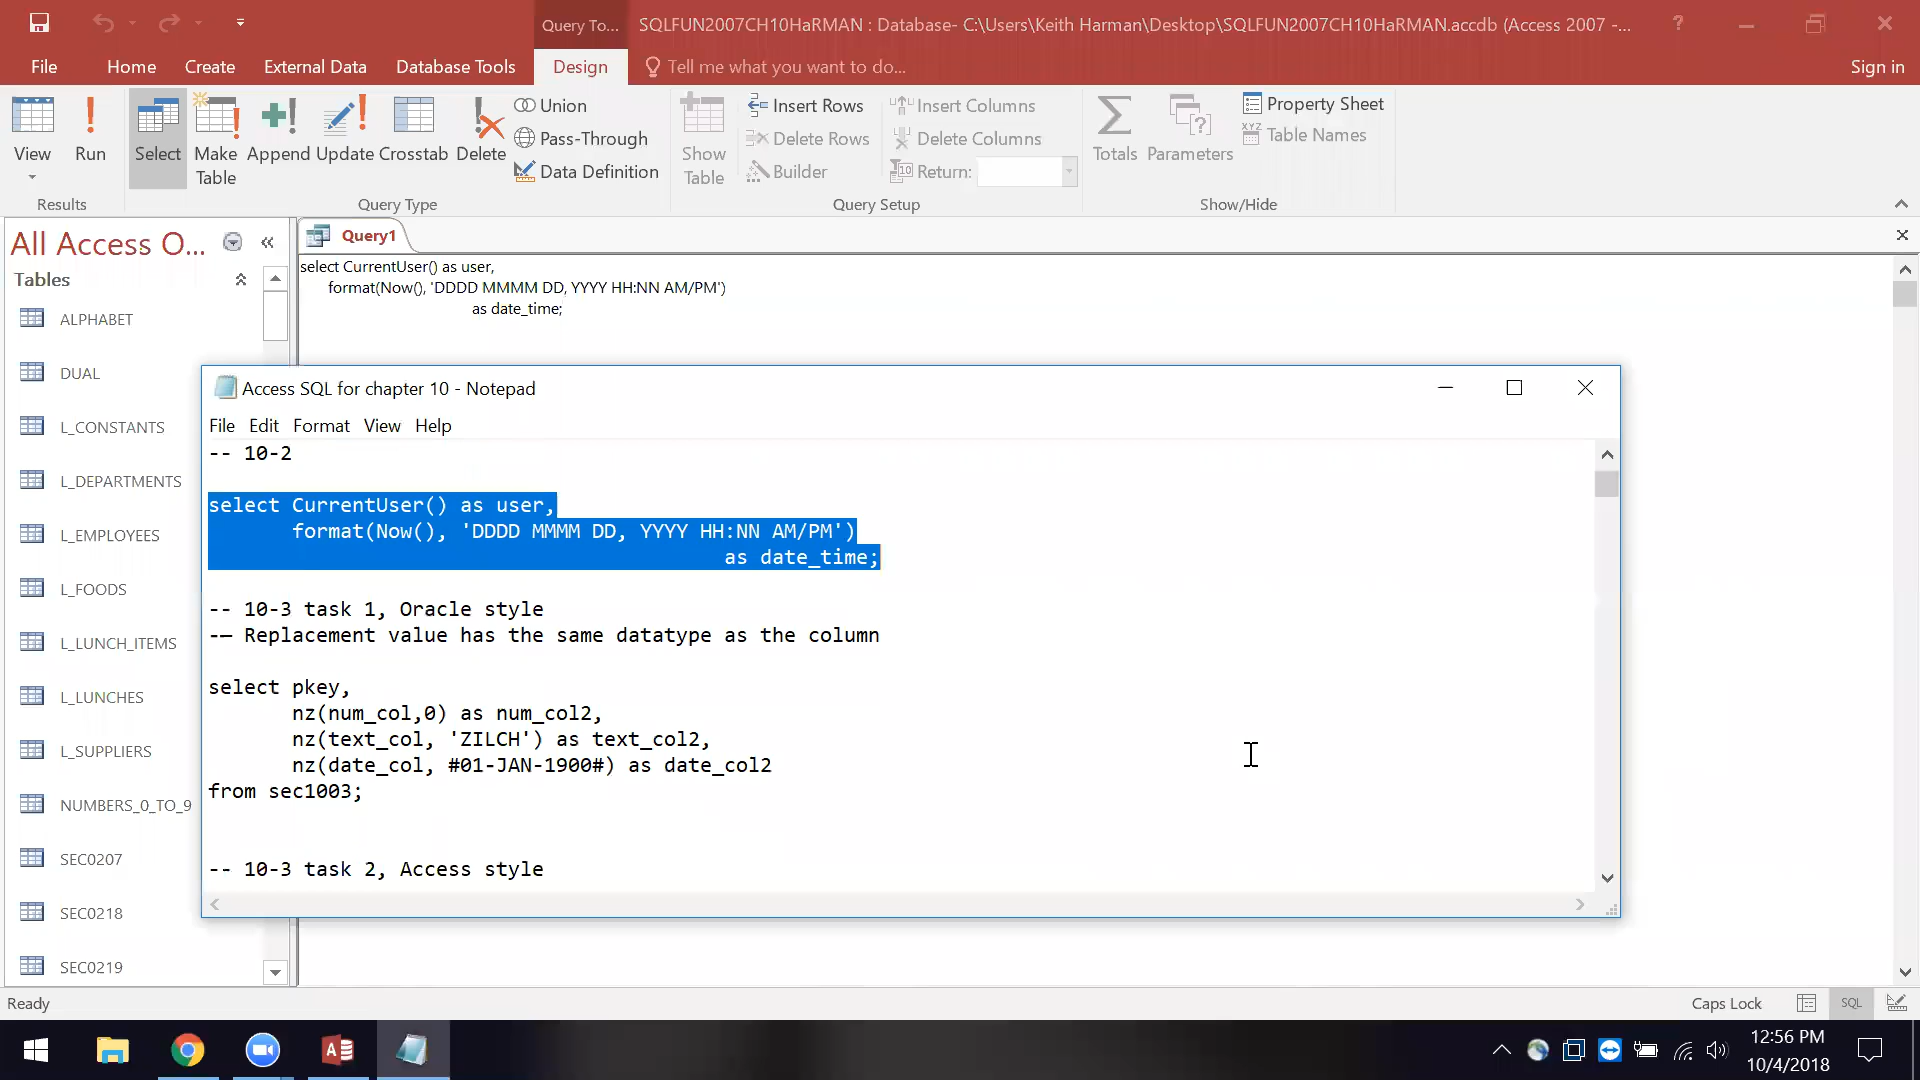 Query To...
SQLFUN2007CH10HaRMAN : Database- C:\Users\Keith Harman\Desktop\SQLFUN2007CH10HaRMAN.accdb (Access 2007 -...
?
File Home Create External Data Database Tools Design Tell me what you want to do... Sign in
View
Run
Results
Select
Make Table
Append
Update
Crosstab
Delete
Union
Pass-Through
Data Definition
Query Type
Show Table
Insert Rows
Delete Rows
Builder
Insert Columns
Delete Columns
Return:
Query Setup
Totals
Parameters
Property Sheet
Table Names
Show/Hide
All Access O...
Tables
ALPHABET
DUAL
L_CONSTANTS
L_DEPARTMENTS
L_EMPLOYEES
L_FOODS
L_LUNCH_ITEMS
L_LUNCHES
L_SUPPLIERS
NUMBERS_0_TO_9
SEC0207
SEC0218
SEC0219
Query1
select CurrentUser() as user,
format(Now(), 'DDDD MMMM DD, YYYY HH:NN AM/PM')
as date_time;
Access SQL for chapter 10 - Notepad
File Edit Format View Help
-- 10-2
select CurrentUser() as user,
format(Now(), 'DDDD MMMM DD, YYYY HH:NN AM/PM')
as date_time;
-- 10-3 task 1, Oracle style
-- Replacement value has the same datatype as the column
select pkey,
nz(num_col,0) as num_col2,
nz(text_col, 'ZILCH') as text_col2,
nz(date_col, #01-JAN-1900#) as date_col2
from sec1003;
-- 10-3 task 2, Access style
Ready
Caps Lock
SQL
12:56 PM
10/4/2018